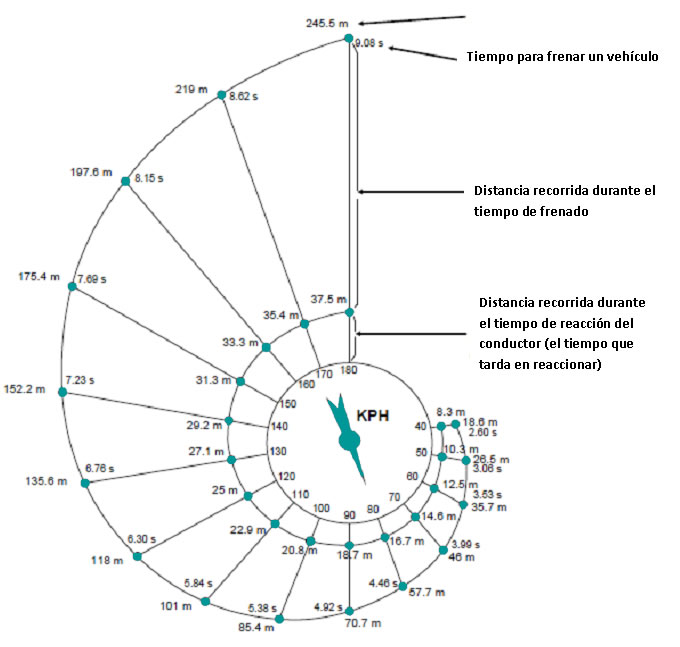 245.5 m
9.08 s
Tiempo para frenar un vehículo
219 m
8.62 s
197.6 m
8.15 s
Distancia recorrida durante el
tiempo de frenado
175.4 m
7.69 s
37.5 m
Distancia recorrida durante
el tiempo de reacción del
conductor (el tiempo que
tarda en reaccionar)
35.4 m
33.3 m
180
170
160
31.3 m
150
152.2 m
7.23 s
29.2 m
140
KPH
40
8.3 m
18.6 m
2.60 s
27.1 m
130
50
10.3 m
26.5 m
3.06 s
135.6 m
6.76 s
25 m
120
60
12.5 m
3.53 s
35.7 m
22.9 m
110
100
90
80
70
14.6 m
118 m
6.30 s
20.8 m
18.7 m
16.7 m
3.99 s
46 m
101 m
5.84 s
5.38 s
85.4 m
4.92 s
70.7 m
4.46 s
57.7 m